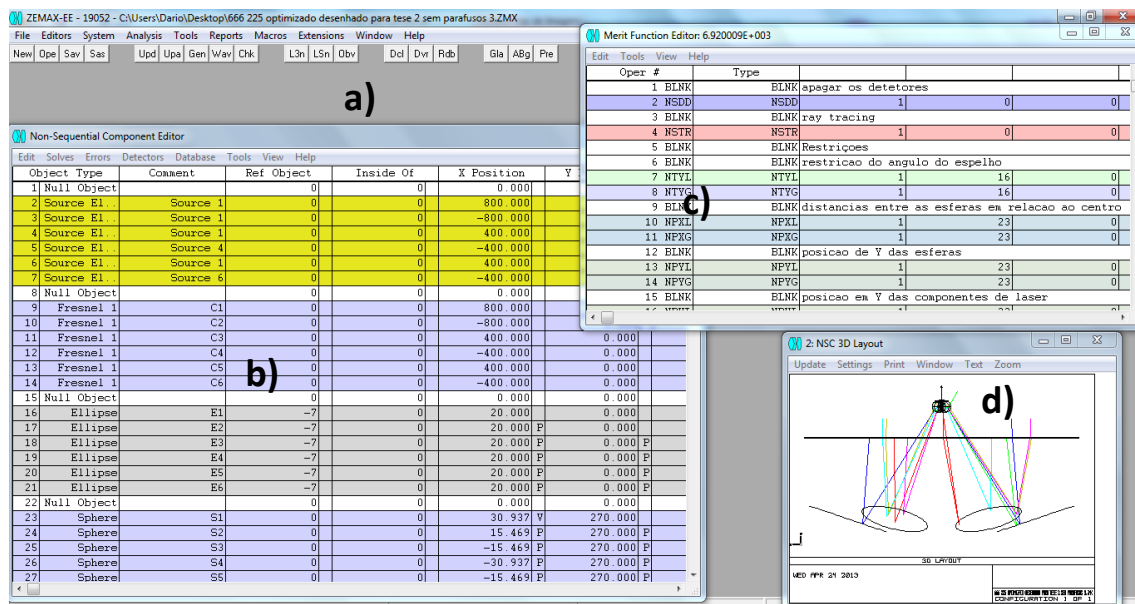 ZEMAX-EE - 19052 - C:\Users\Dario\Desktop\666 225 optimizado desenhado para tese 2 sem parafusos 3.ZMX
File Editors System Analysis Tools Reports Macros Extensions Window Help
New Ope Sav Sas Upd Upa Gen Wav Chk L3n LSn Obv Dcl Dvr Rdb Gla ABg Pre
a)
Non-Sequential Component Editor
Edit Solves Errors Detectors Database Tools View Help
Object Type Comment Ref Object Inside Of X Position Y
1 Null Object 0 0 0.000
2 Source El.. Source 1 0 0 800.000
3 Source El.. Source 1 0 0 -800.000
4 Source El.. Source 1 0 0 400.000
5 Source El.. Source 4 0 0 -400.000
6 Source El.. Source 1 0 0 400.000
7 Source El.. Source 6 0 0 -400.000
8 Null Object 0 0 0.000
9 Fresnel 1 C1 0 0 800.000
10 Fresnel 1 C2 0 0 -800.000
11 Fresnel 1 C3 0 0 400.000 0.000
12 Fresnel 1 C4 0 0 -400.000 0.000
13 Fresnel 1 C5 0 0 400.000 0.000
14 Fresnel 1 C6 0 0 -400.000 0.000
b)
15 Null Object 0 0 0.000 0.000
16 Ellipse E1 -7 0 20.000 0.000
17 Ellipse E2 -7 0 20.000 P 0.000
18 Ellipse E3 -7 0 20.000 P 0.000 P
19 Ellipse E4 -7 0 20.000 P 0.000 P
20 Ellipse E5 -7 0 20.000 P 0.000 P
21 Ellipse E6 -7 0 20.000 P 0.000 P
22 Null Object 0 0 0.000 0.000
23 Sphere S1 0 0 30.937 V 270.000
24 Sphere S2 0 0 15.469 P 270.000 P
25 Sphere S3 0 0 -15.469 P 270.000 P
26 Sphere S4 0 0 -30.937 P 270.000 P
27 Sphere S5 0 0 -15.469 P 270.000 P
Merit Function Editor: 6.920009E+003
Edit Tools View Help
Oper # Type
1 BLNK BLNK apagar os detetores
2 NSDD NSDD 1 0 0
3 BLNK BLNK ray tracing
4 NSTR NSTR 1 0 0
5 BLNK BLNK Restriçoes
6 BLNK BLNK restricao do angulo do espelho
7 NTYL NTYL 1 16 0
8 NTYG NTYG 1 16 0
c)
9 BLNK BLNK distancias entre as esferas em relacao ao centro
10 NPXL NPXL 1 23 0
11 NPXG NPXG 1 23 0
12 BLNK BLNK posicao de Y das esferas
13 NPYL NPYL 1 23 0
14 NPYG NPYG 1 23 0
15 BLNK BLNK posicao em Y das componentes de laser
2: NSC 3D Layout
Update Settings Print Window Text Zoom
d)
3D LAYOUT
WED APR 24 2013
CONFIGURATION 1 OF 1